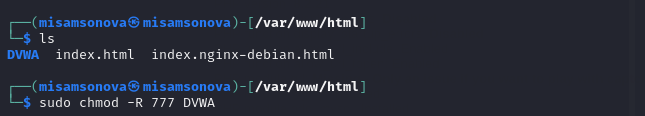 ┌──(misamsonova㉿misamsonova)-[/var/www/html]
└─$ ls
DVWA  index.html  index.nginx-debian.html
┌──(misamsonova㉿misamsonova)-[/var/www/html]
└─$ sudo chmod -R 777 DVWA